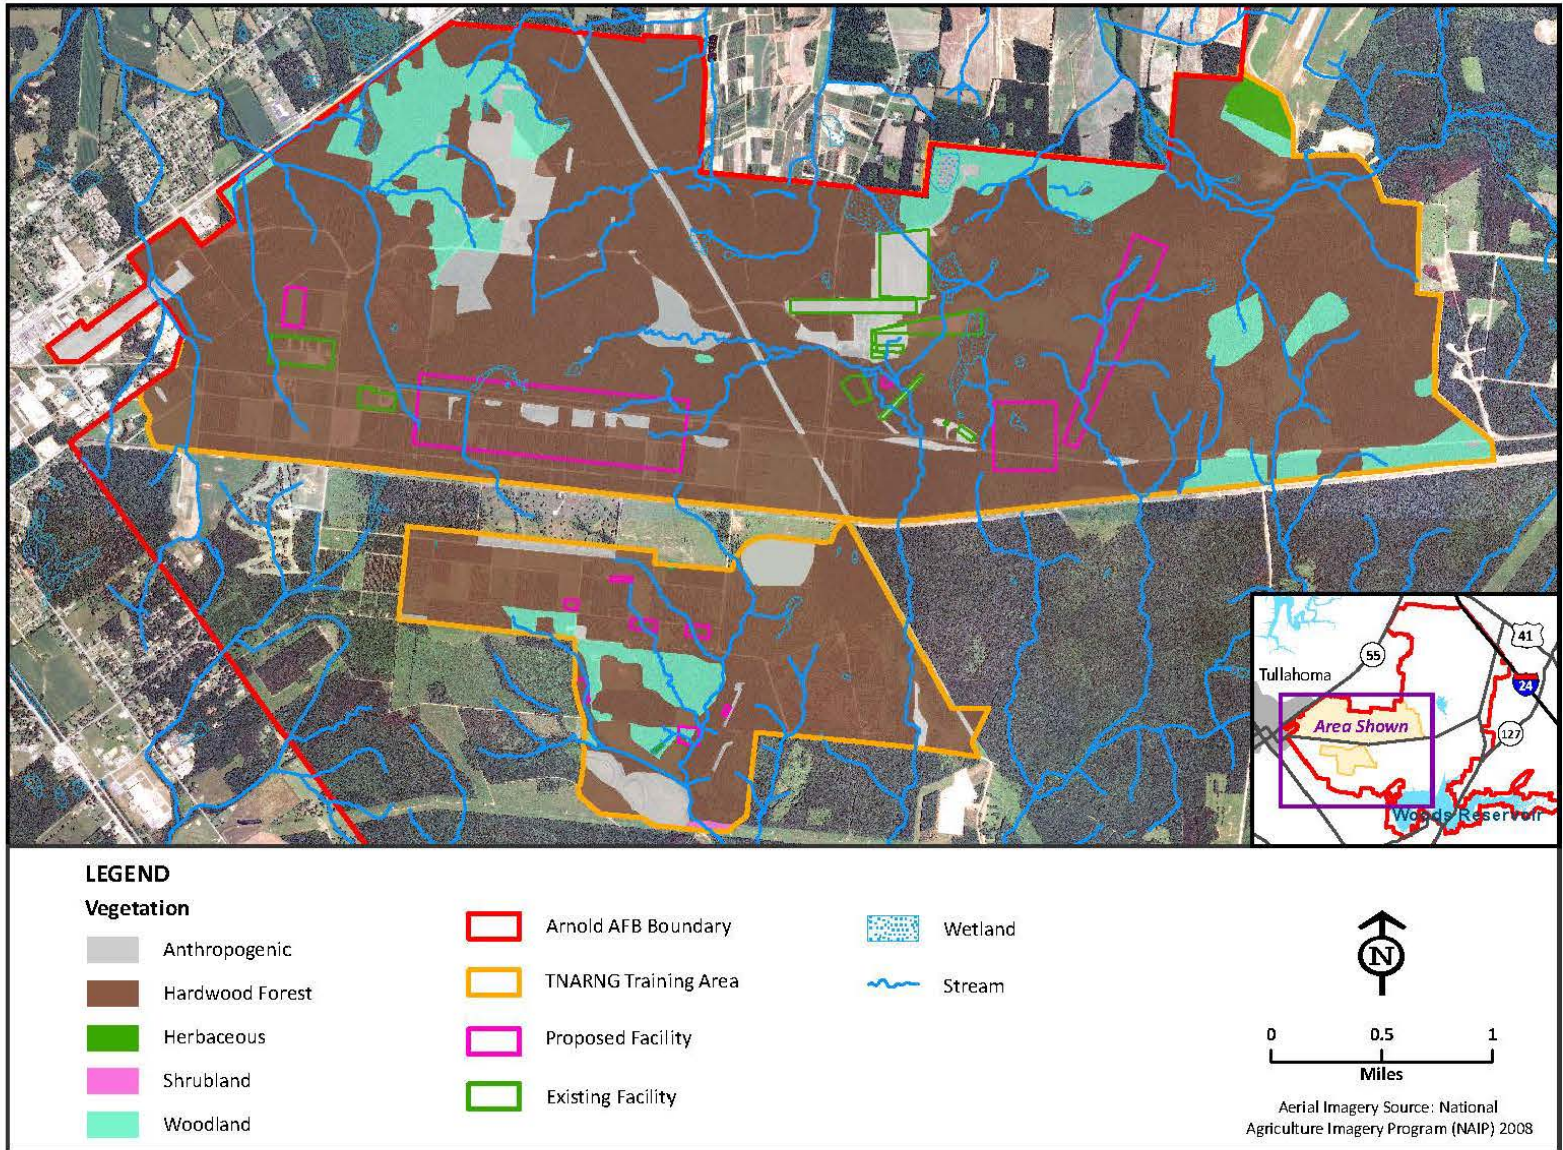 Tullahoma
55
41
24
127
Area Shown
Woods Reservoir
LEGEND
Vegetation
Anthropogenic
Hardwood Forest
Herbaceous
Shrubland
Woodland
Arnold AFB Boundary
TNARNG Training Area
Proposed Facility
Existing Facility
Wetland
Stream
N
0 0.5 1
Miles
Aerial Imagery Source: National
Agriculture Imagery Program (NAIP) 2008